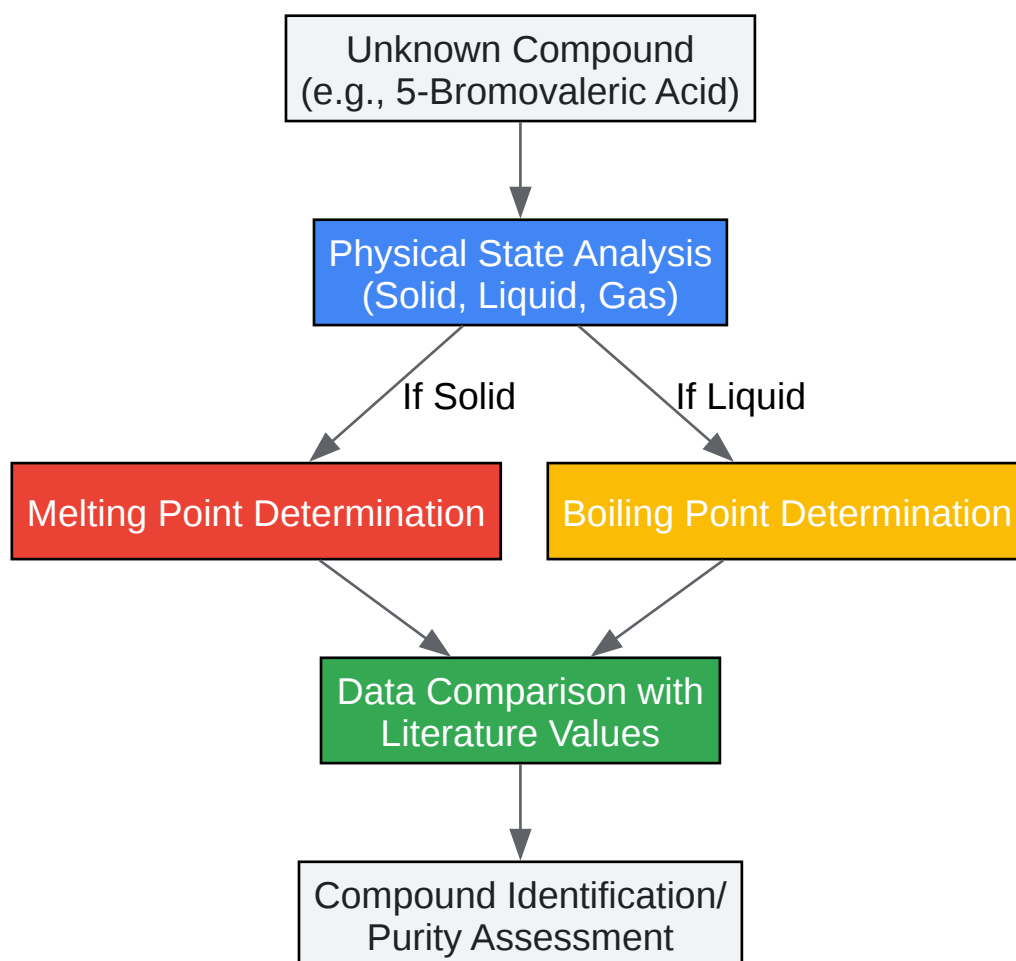 Unknown Compound
(e.g., 5-Bromovaleric Acid)
Physical State Analysis
(Solid, Liquid, Gas)
If Solid
If Liquid
Melting Point Determination
Boiling Point Determination
Data Comparison with
Literature Values
Compound Identification/
Purity Assessment